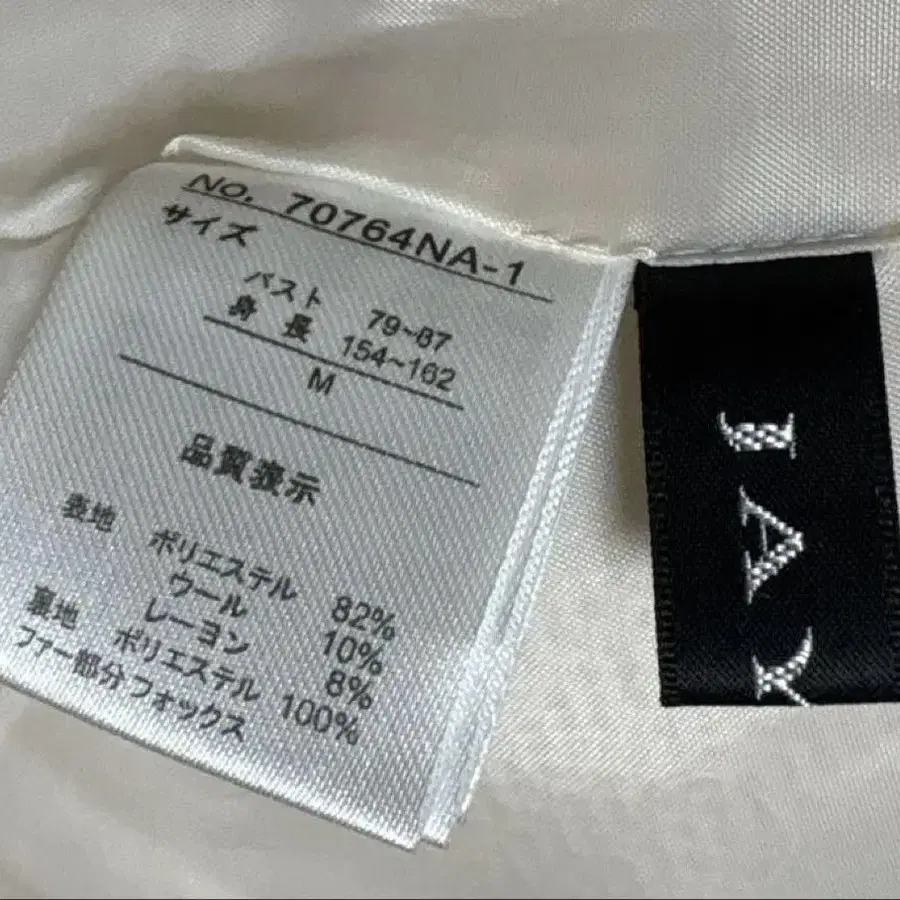 No. 70764NA-1
サイズ
バスト 79~87
身長 154~162
M
品質表示
表地 ポリエステル 82%
ウール 10%
レーヨン 8%
裏地 ポリエステル 100%
ファー部分フォックス
I A